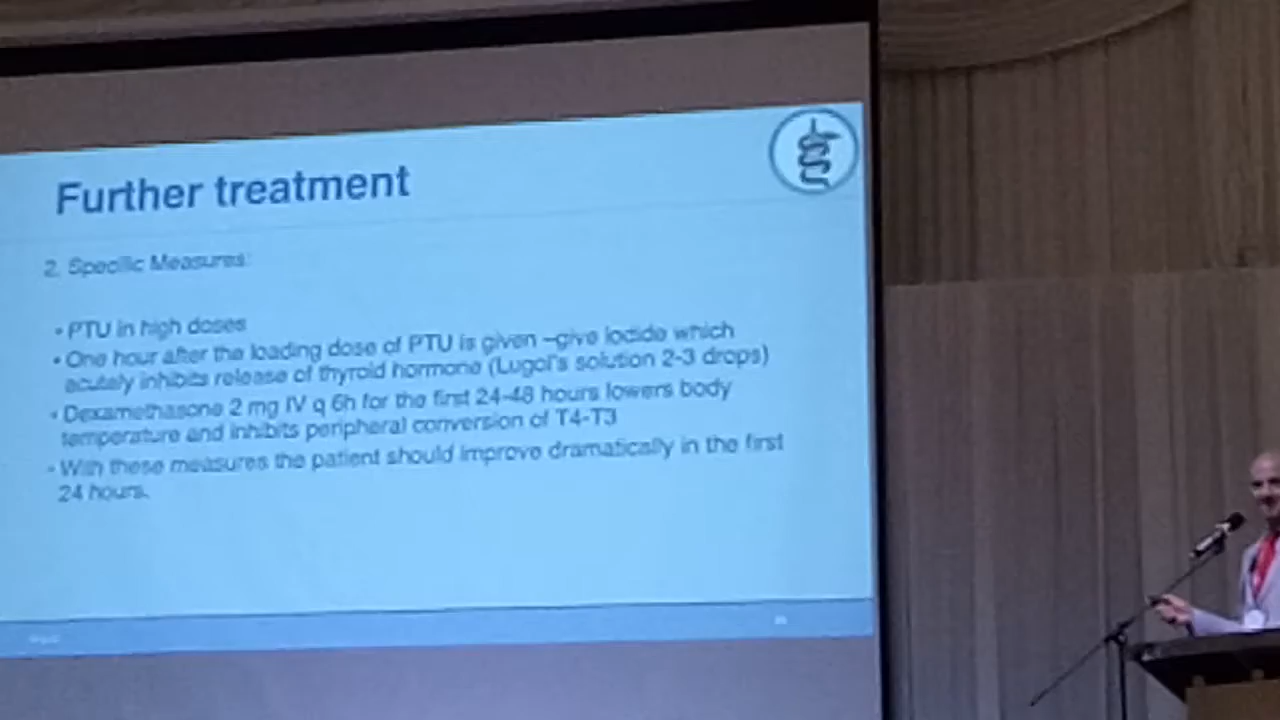 Further treatment
2. Specific Measures:
• PTU in high doses
• One hour after the loading dose of PTU is given –give iodide which
acutely inhibits release of thyroid hormone (Lugol's solution 2-3 drops)
• Dexamethasone 2 mg IV q 6h for the first 24-48 hours lowers body
temperature and inhibits peripheral conversion of T4-T3
• With these measures the patient should improve dramatically in the first
24 hours.